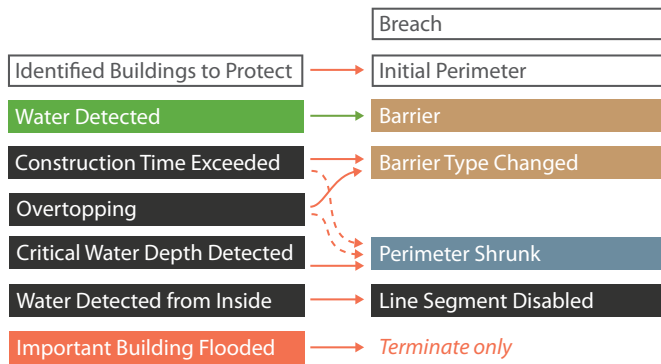 Breach
Identified Buildings to Protect
Initial Perimeter
Water Detected
Barrier
Construction Time Exceeded
Barrier Type Changed
Overtopping
Critical Water Depth Detected
Perimeter Shrunk
Water Detected from Inside
Line Segment Disabled
Important Building Flooded
Terminate only